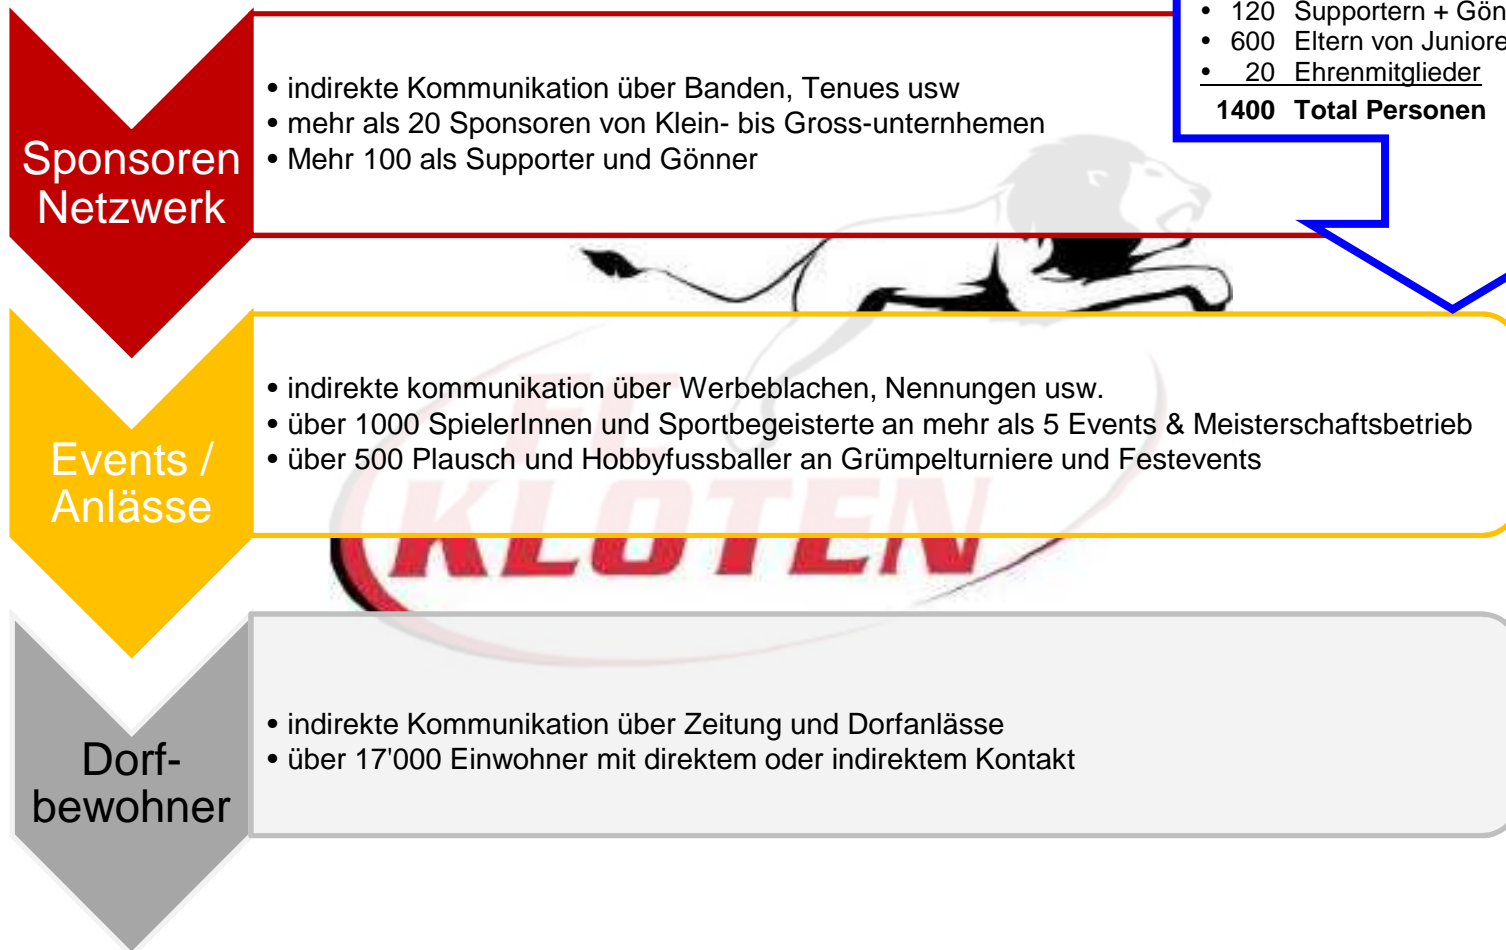 • 120 Supportern + Gön
• 600 Eltern von Juniore
• 20 Ehrenmitglieder
1400 Total Personen
Sponsoren
Netzwerk
• indirekte Kommunikation über Banden, Tenues usw
• mehr als 20 Sponsoren von Klein- bis Gross-unternhemen
• Mehr 100 als Supporter und Gönner
Events /
Anlässe
• indirekte kommunikation über Werbeblachen, Nennungen usw.
• über 1000 SpielerInnen und Sportbegeisterte an mehr als 5 Events & Meisterschaftsbetrieb
• über 500 Plausch und Hobbyfussballer an Grümpelturniere und Festevents
FC
KLOTEN
Dorf-
bewohner
• indirekte Kommunikation über Zeitung und Dorfanlässe
• über 17'000 Einwohner mit direktem oder indirektem Kontakt